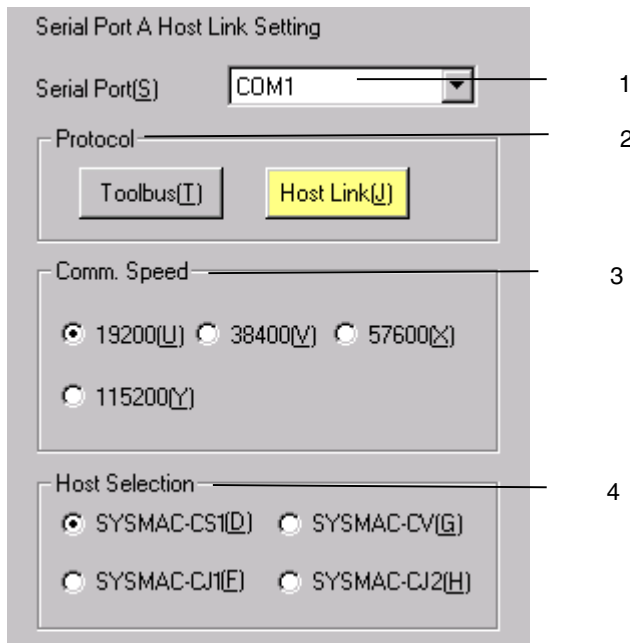 Serial Port A Host Link Setting
Serial Port(S) COM1 1
Protocol 2
Toolbus(T) Host Link(J)
Comm. Speed 3
19200(U) 38400(V) 57600(X)
115200(Y)
Host Selection 4
SYSMAC-CS1(D) SYSMAC-CV(G)
SYSMAC-CJ1(F) SYSMAC-CJ2(H)